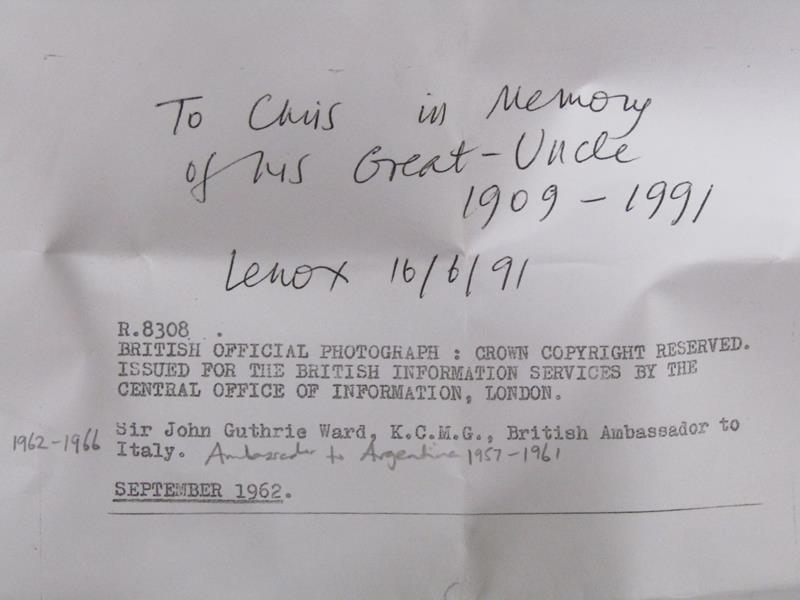 To Chris in Memory
of his Great-Uncle
1909 - 1991
Lenox 16/6/91
R.8308 .
BRITISH OFFICIAL PHOTOGRAPH : CROWN COPYRIGHT RESERVED.
ISSUED FOR THE BRITISH INFORMATION SERVICES BY THE
CENTRAL OFFICE OF INFORMATION, LONDON.
1962-1966 Sir John Guthrie Ward, K.C.M.G., British Ambassador to
Italy. Ambassador to Argentina 1957-1961
SEPTEMBER 1962.